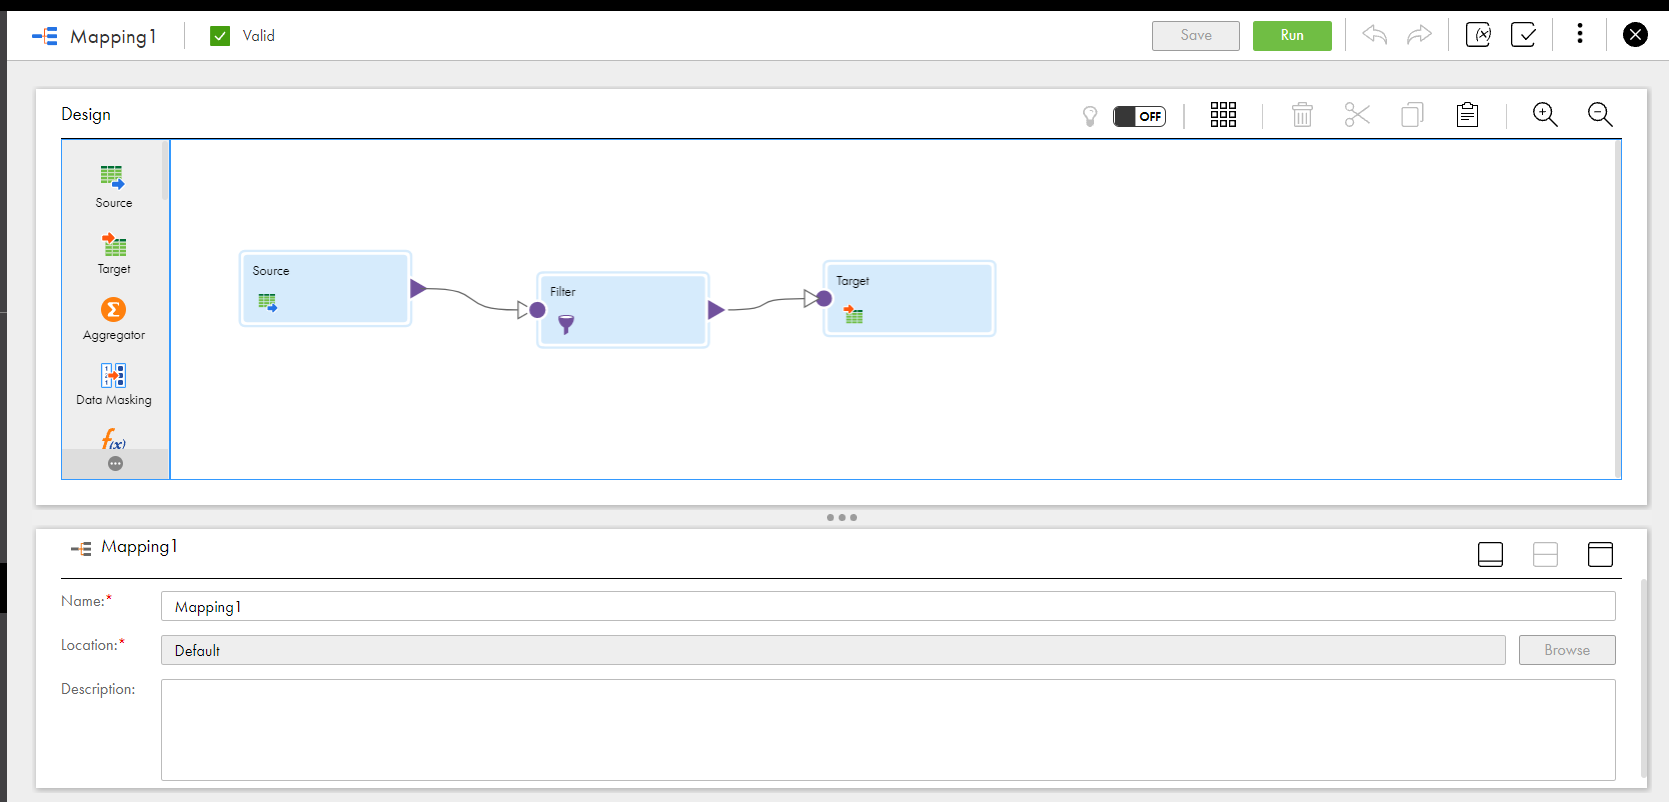 Mapping1
Valid
Save
Run
Design
OFF
Source
Target
Aggregator
Data Masking
f(x)
Source
Filter
Target
Mapping1
Name:*
Mapping1
Location:*
Default
Browse
Description: